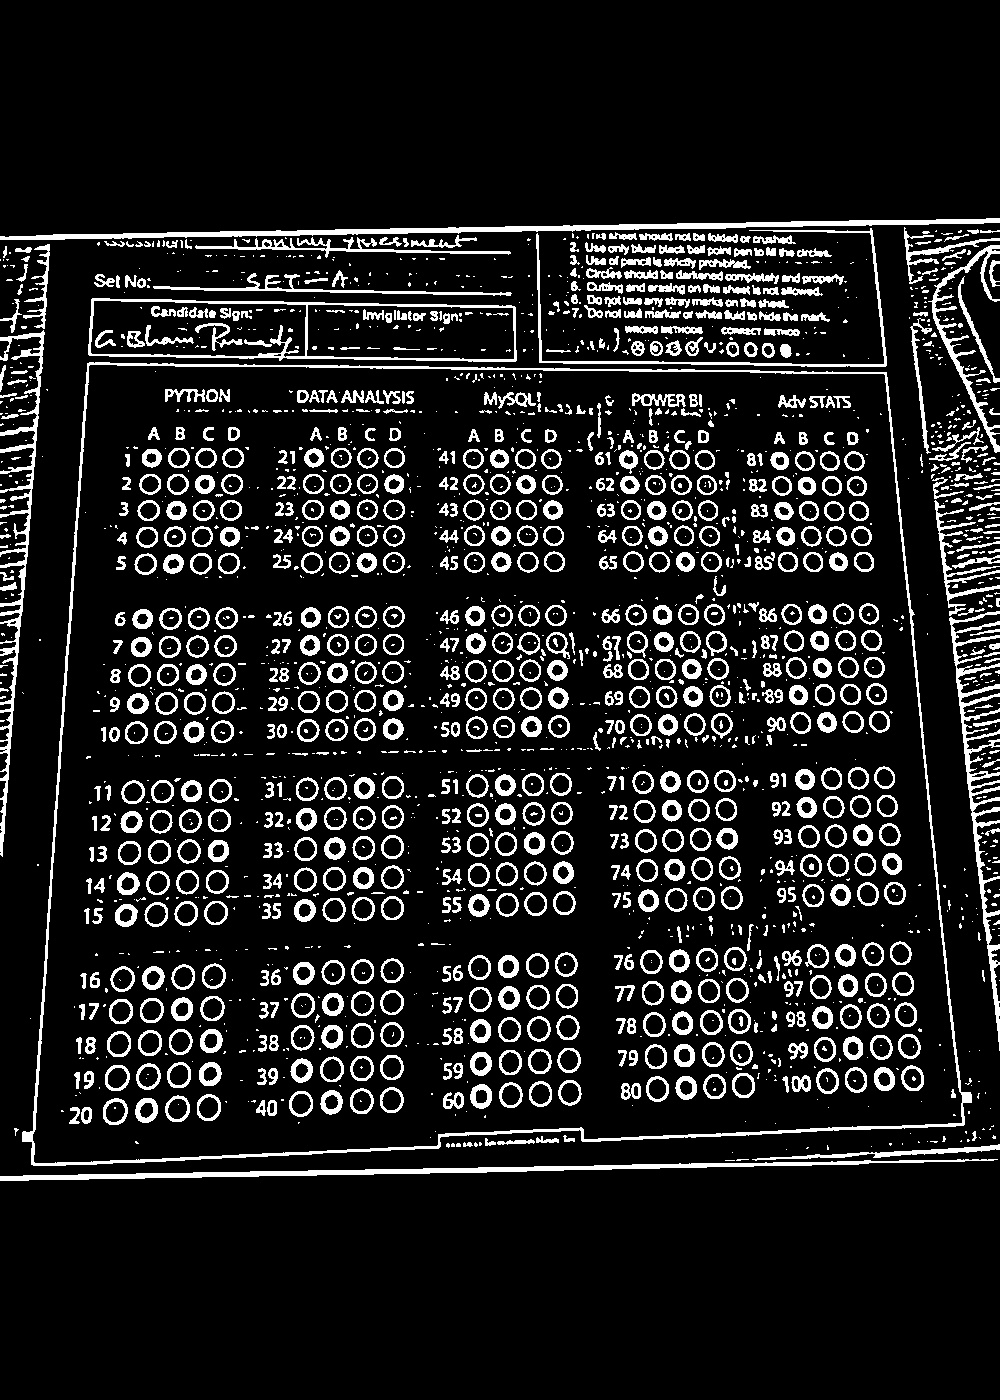 Assessment: Monthly Assessment
Set No: SET-A
Candidate Sign: Invigilator Sign:
1. This sheet should not be folded or crushed.
2. Use only blue/ black ball point pen to fill the circles.
3. Use of pencil is strictly prohibited.
4. Circles should be darkened completely and properly.
5. Cutting and erasing on this sheet is not allowed.
6. Do not use any stray marks on the sheet.
7. Do not use marker or white fluid to hide the mark.
WRONG METHODS CORRECT METHOD
PYTHON DATA ANALYSIS MySQL POWER BI Adv STATS
A B C D A B C D A B C D A B C D A B C D
1 21 41 61 81
2 22 42 62 82
3 23 43 63 83
4 24 44 64 84
5 25 45 65 85
6 26 46 66 86
7 27 47 67 87
8 28 48 68 88
9 29 49 69 89
10 30 50 70 90
11 31 51 71 91
12 32 52 72 92
13 33 53 73 93
14 34 54 74 94
15 35 55 75 95
16 36 56 76 96
17 37 57 77 97
18 38 58 78 98
19 39 59 79 99
20 40 60 80 100